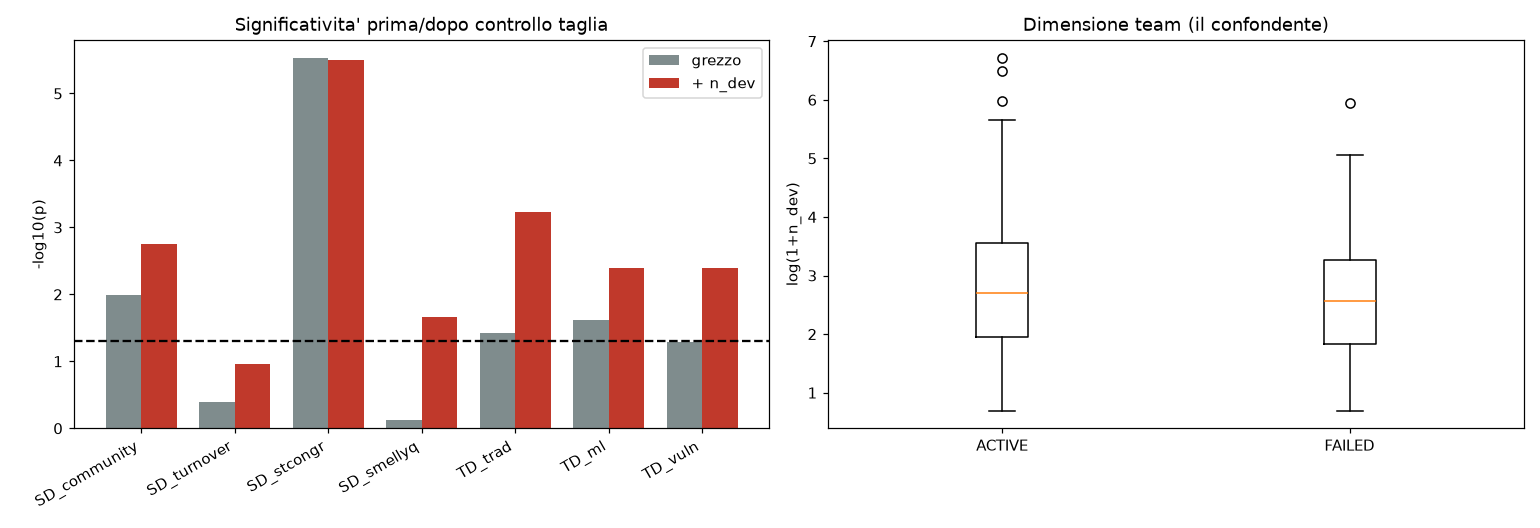 Significativita' prima/dopo controllo taglia
grezzo
+ n_dev
-log10(p)
5
4
3
2
1
0
SD_community
SD_turnover
SD_stcongr
SD_smellyq
TD_trad
TD_ml
TD_vuln
Dimensione team (il confondente)
log(1+n_dev)
7
6
5
4
3
2
1
ACTIVE
FAILED